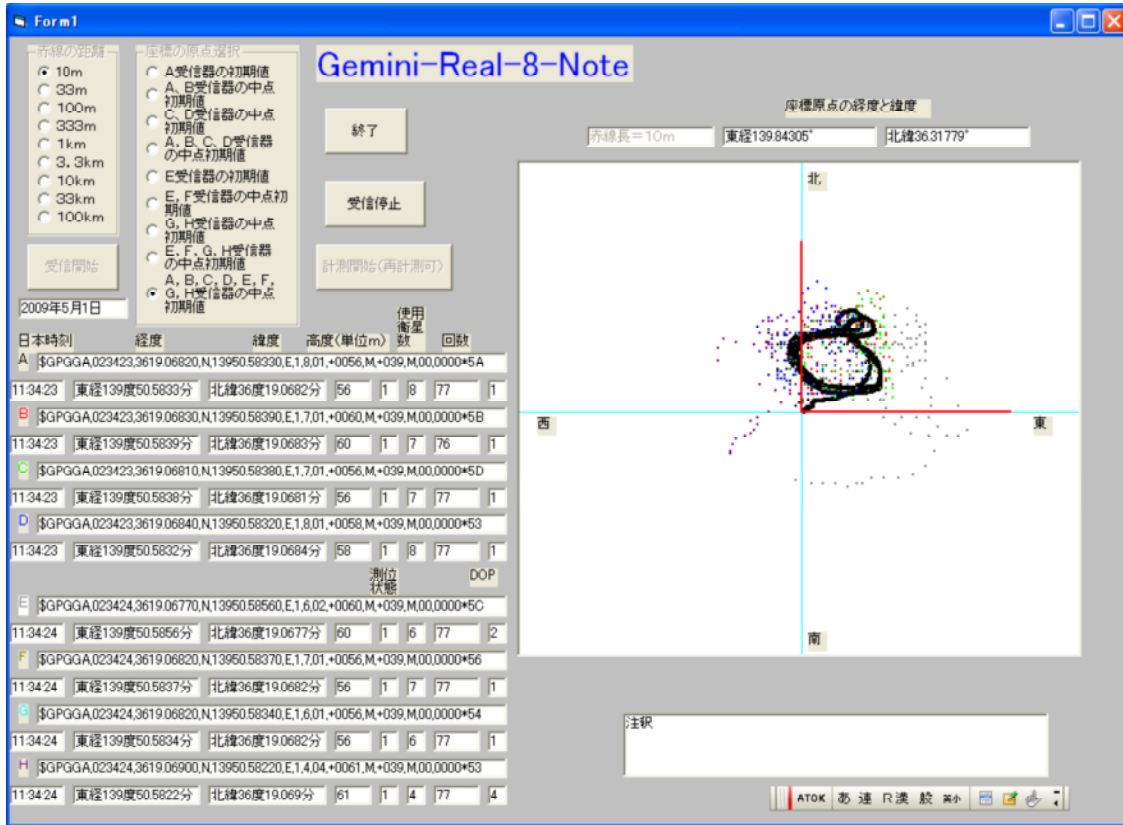 Form1
赤線の距離
10m
33m
100m
333m
1km
3.3km
10km
33km
100km
座標の原点選択
A受信器の初期値
A、B受信器の中点
初期値
C、D受信器の中点
初期値
A、B、C、D受信器
の中点初期値
E受信器の初期値
E，F受信器の中点初
期値
G，H受信器の中点
初期値
E，F，G，H受信器
の中点初期値
A，B，C，D，E，F，
G，H受信器の中点
初期値
Gemini-Real-8-Note
終了
受信停止
受信開始
計測開始(再計測可)
2009年5月1日
座標原点の経度と緯度
赤線長＝10m 東経139.84305° 北緯36.31779°
北
西
東
南
日本時刻 経度 緯度 高度(単位m) 使用衛星数 回数
A $GPGGA,023423,3619.06820,N,13950.58330,E,1,8,01,+0056,M,+039,M,00,0000*5A
11:34:23 東経139度50.5833分 北緯36度19.0682分 56 1 8 77 1
B $GPGGA,023423,3619.06830,N,13950.58390,E,1,7,01,+0060,M,+039,M,00,0000*5B
11:34:23 東経139度50.5839分 北緯36度19.0683分 60 1 7 76 1
C $GPGGA,023423,3619.06810,N,13950.58380,E,1,7,01,+0056,M,+039,M,00,0000*5D
11:34:23 東経139度50.5838分 北緯36度19.0681分 56 1 7 77 1
D $GPGGA,023423,3619.06840,N,13950.58320,E,1,8,01,+0058,M,+039,M,00,0000*53
11:34:23 東経139度50.5832分 北緯36度19.0684分 58 1 8 77 1
測位状態 DOP
E $GPGGA,023424,3619.06770,N,13950.58560,E,1,6,02,+0060,M,+039,M,00,0000*5C
11:34:24 東経139度50.5856分 北緯36度19.0677分 60 1 6 77 2
F $GPGGA,023424,3619.06820,N,13950.58370,E,1,7,01,+0056,M,+039,M,00,0000*56
11:34:24 東経139度50.5837分 北緯36度19.0682分 56 1 7 77 1
G $GPGGA,023424,3619.06820,N,13950.58340,E,1,6,01,+0056,M,+039,M,00,0000*54
11:34:24 東経139度50.5834分 北緯36度19.0682分 56 1 6 77 1
H $GPGGA,023424,3619.06900,N,13950.58220,E,1,4,04,+0061,M,+039,M,00,0000*53
11:34:24 東経139度50.5822分 北緯36度19.069分 61 1 4 77 4
注釈
ATOK あ 連 R漢 般 英小